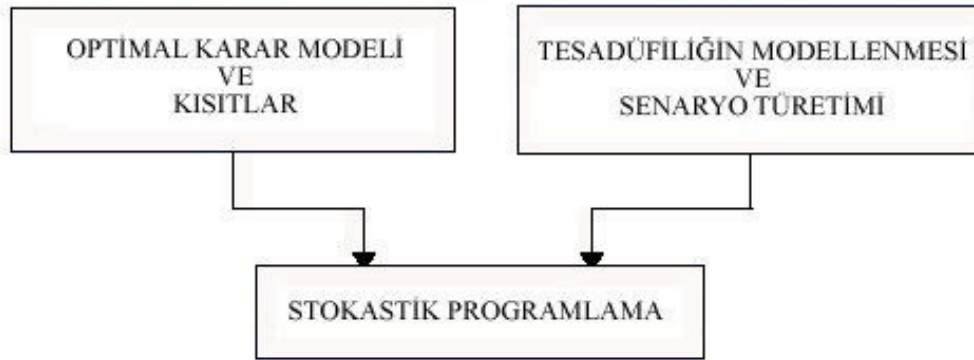 OPTİMAL KARAR MODELİ
VE
KISITLAR
TESADÜFİLİĞİN MODELLENMESİ
VE
SENARYO TÜRETİMİ
STOKASTİK PROGRAMLAMA